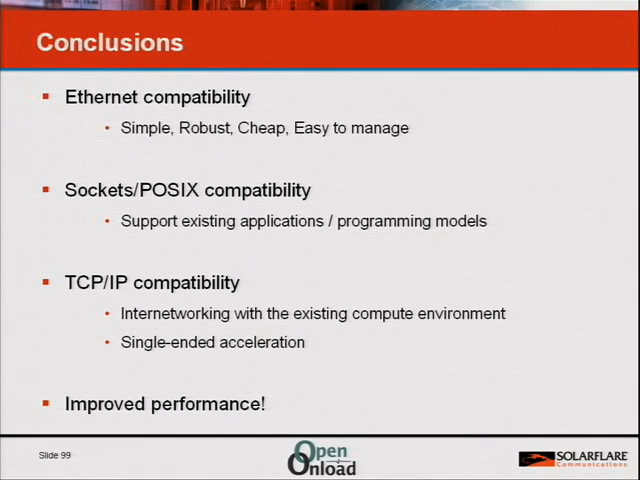 Conclusions
Ethernet compatibility
Simple, Robust, Cheap, Easy to manage
Sockets/POSIX compatibility
Support existing applications / programming models
TCP/IP compatibility
Internetworking with the existing compute environment
Single-ended acceleration
Improved performance!
Slide 99
Open
Onload
SOLARFLARE
Communications